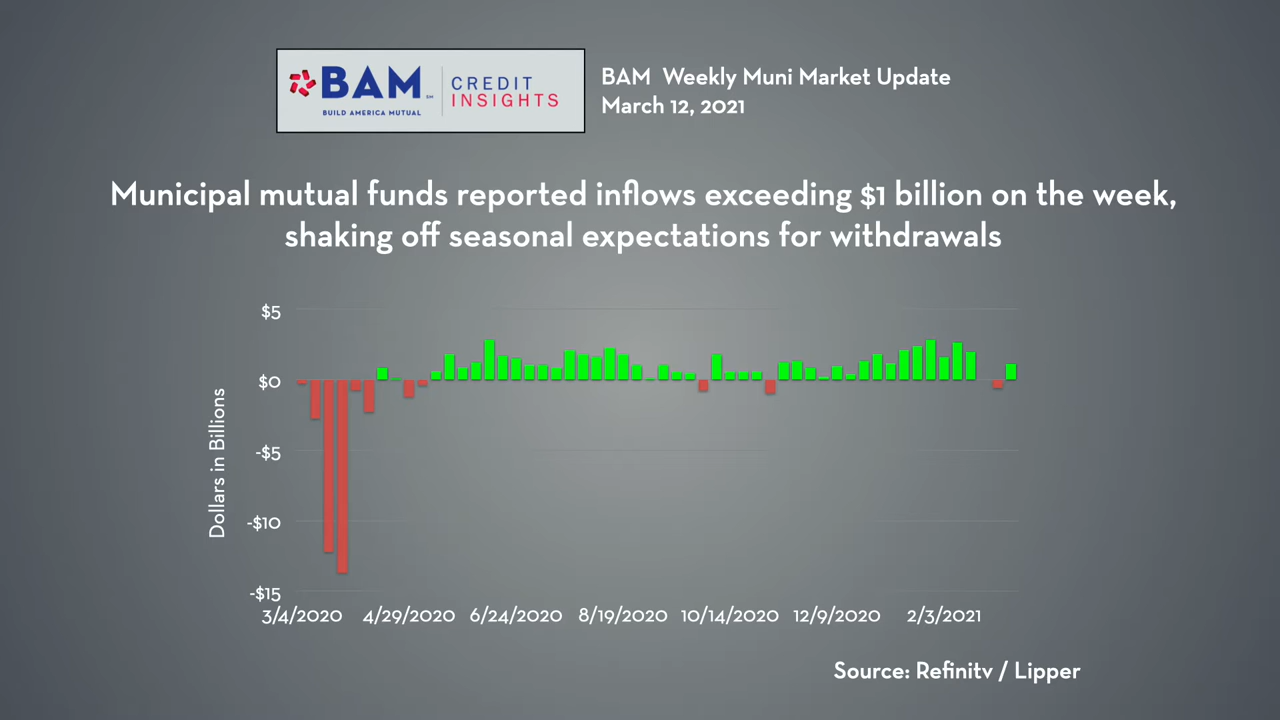 BAM
SM
BUILD AMERICA MUTUAL
CREDIT
INSIGHTS
BAM Weekly Muni Market Update
March 12, 2021
Municipal mutual funds reported inflows exceeding $1 billion on the week,
shaking off seasonal expectations for withdrawals
Dollars in Billions
$5
$0
-$5
-$10
-$15
3/4/2020 4/29/2020 6/24/2020 8/19/2020 10/14/2020 12/9/2020 2/3/2021
Source: Refinitv / Lipper